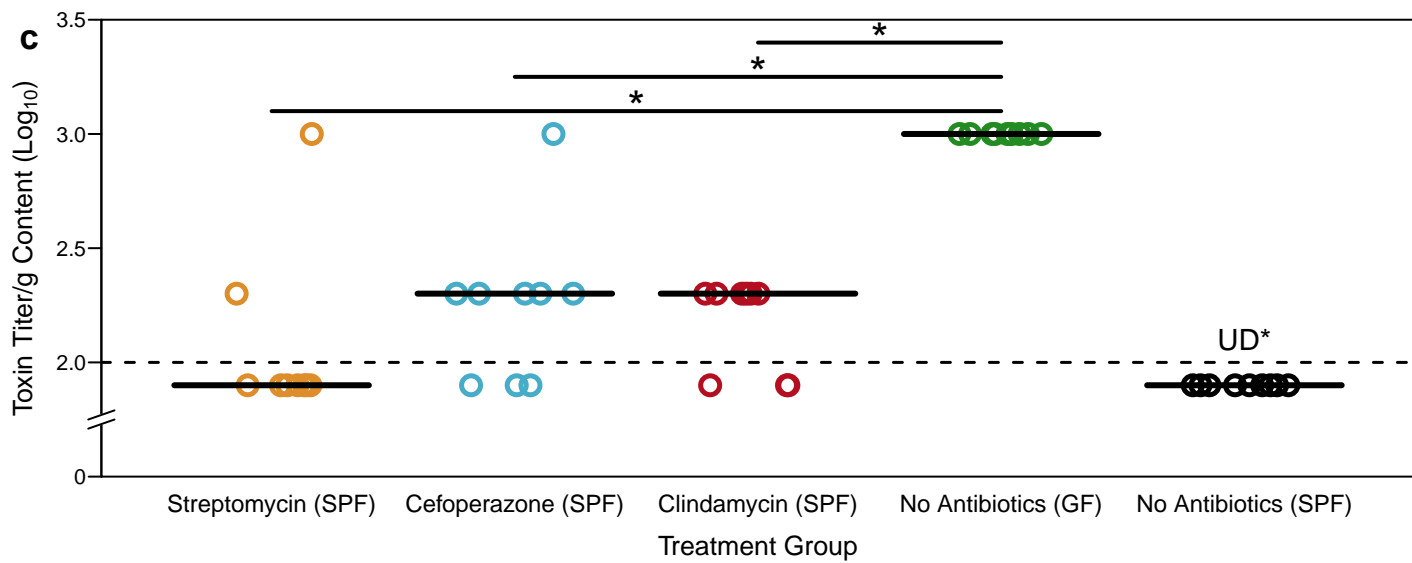 c
Toxin Titer/g Content (Log₁₀)
3.5
3.0
2.5
2.0
0
*
*
*
UD*
Streptomycin (SPF)
Cefoperazone (SPF)
Clindamycin (SPF)
No Antibiotics (GF)
No Antibiotics (SPF)
Treatment Group